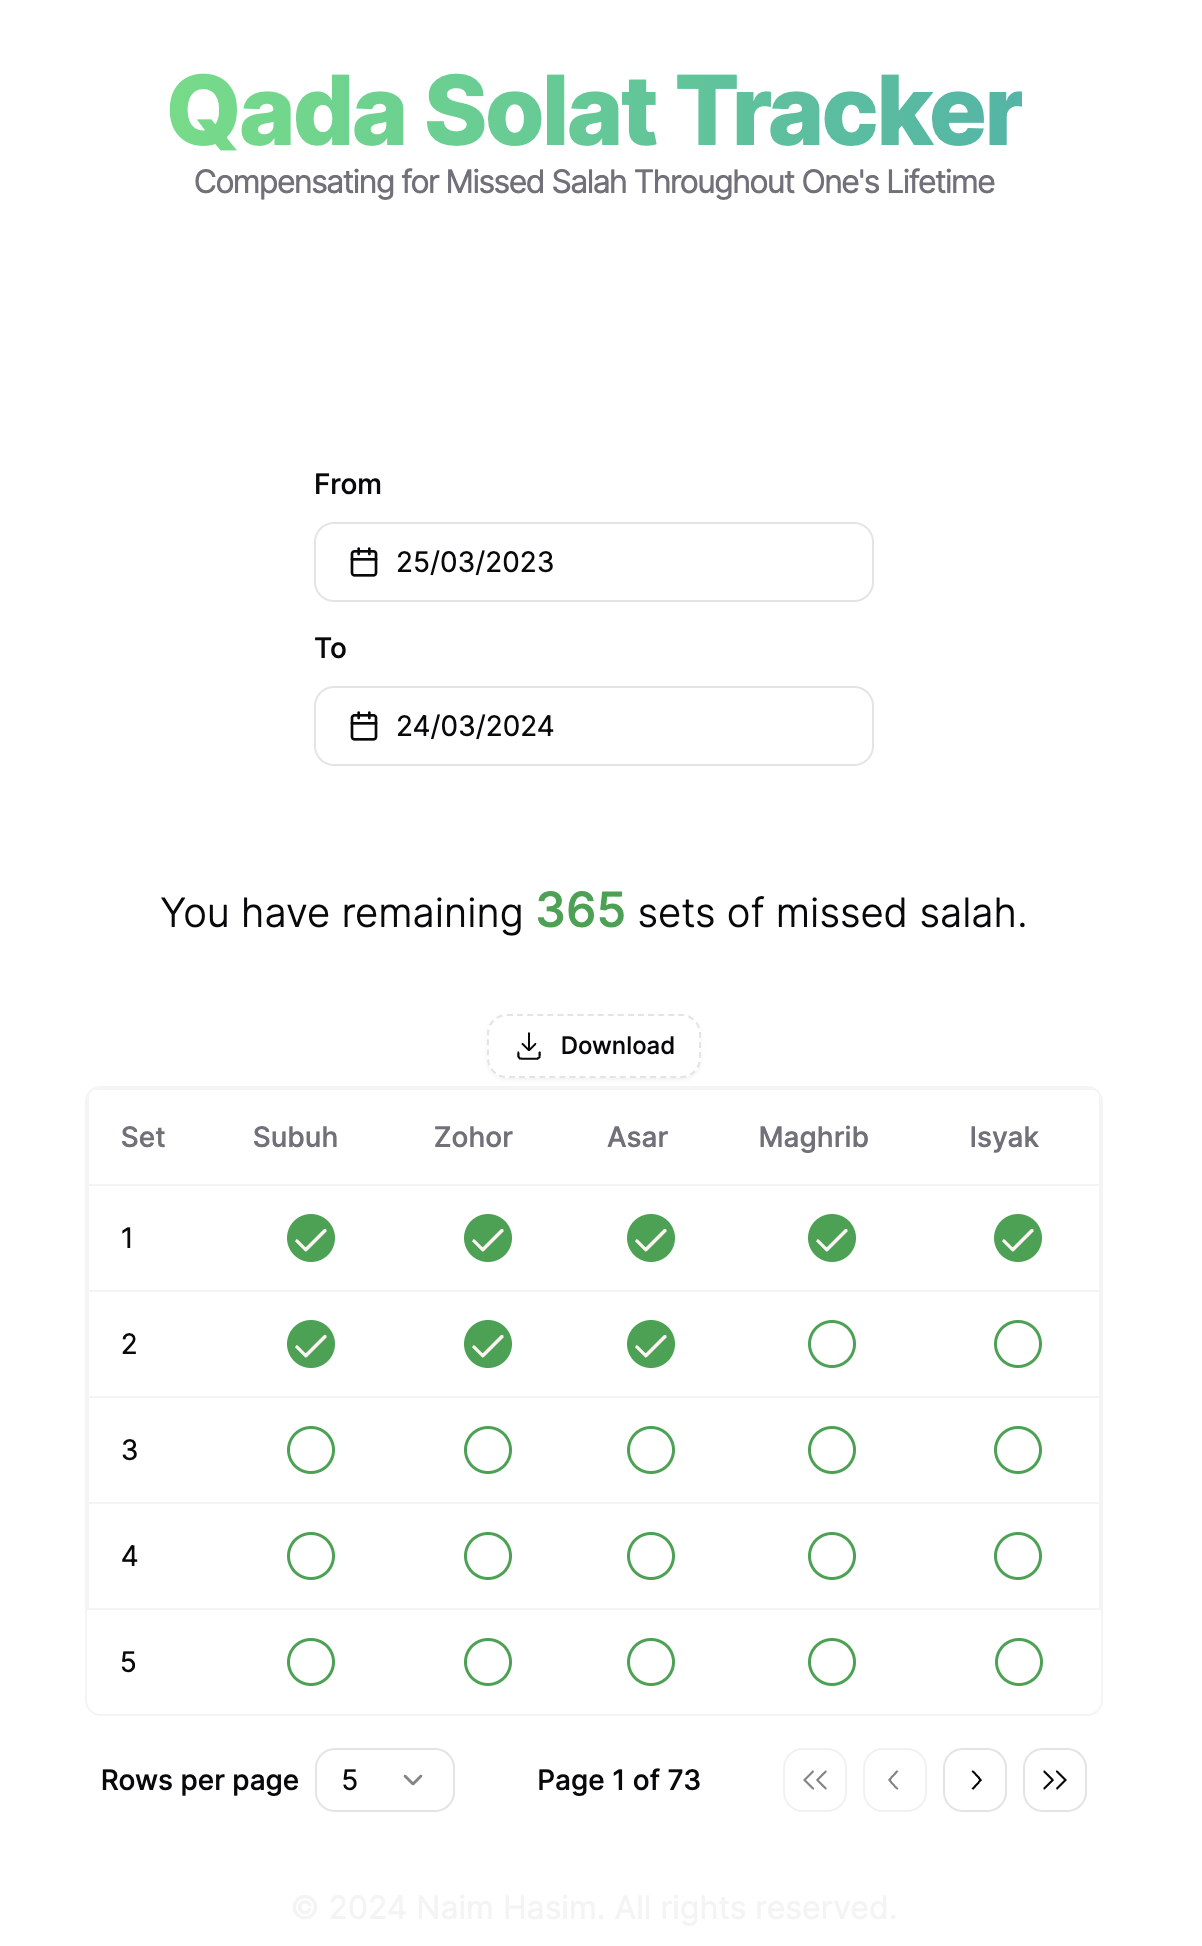 Qada Solat Tracker
Compensating for Missed Salah Throughout One's Lifetime
From
25/03/2023
To
24/03/2024
You have remaining 365 sets of missed salah.
Download
Set Subuh Zohor Asar Maghrib Isyak
1
2
3
4
5
Rows per page 5 Page 1 of 73
© 2024 Naim Hasim. All rights reserved.